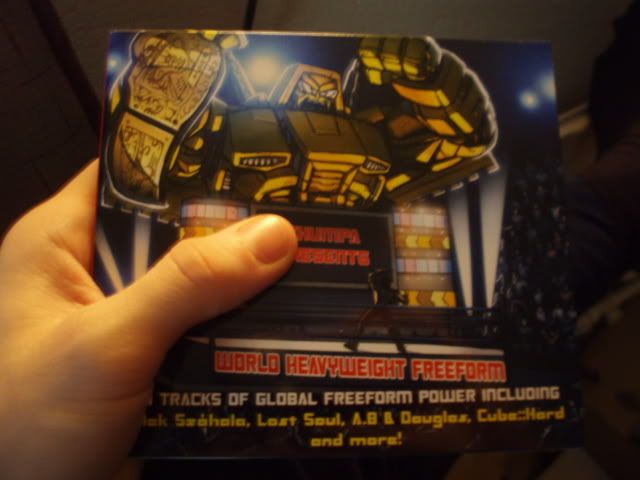 WORLD HEAVYWEIGHT FREEFORM
TRACKS OF GLOBAL FREEFORM POWER INCLUDING
Lost Soul, A.B & Douglas, Cube::Hard
and more!